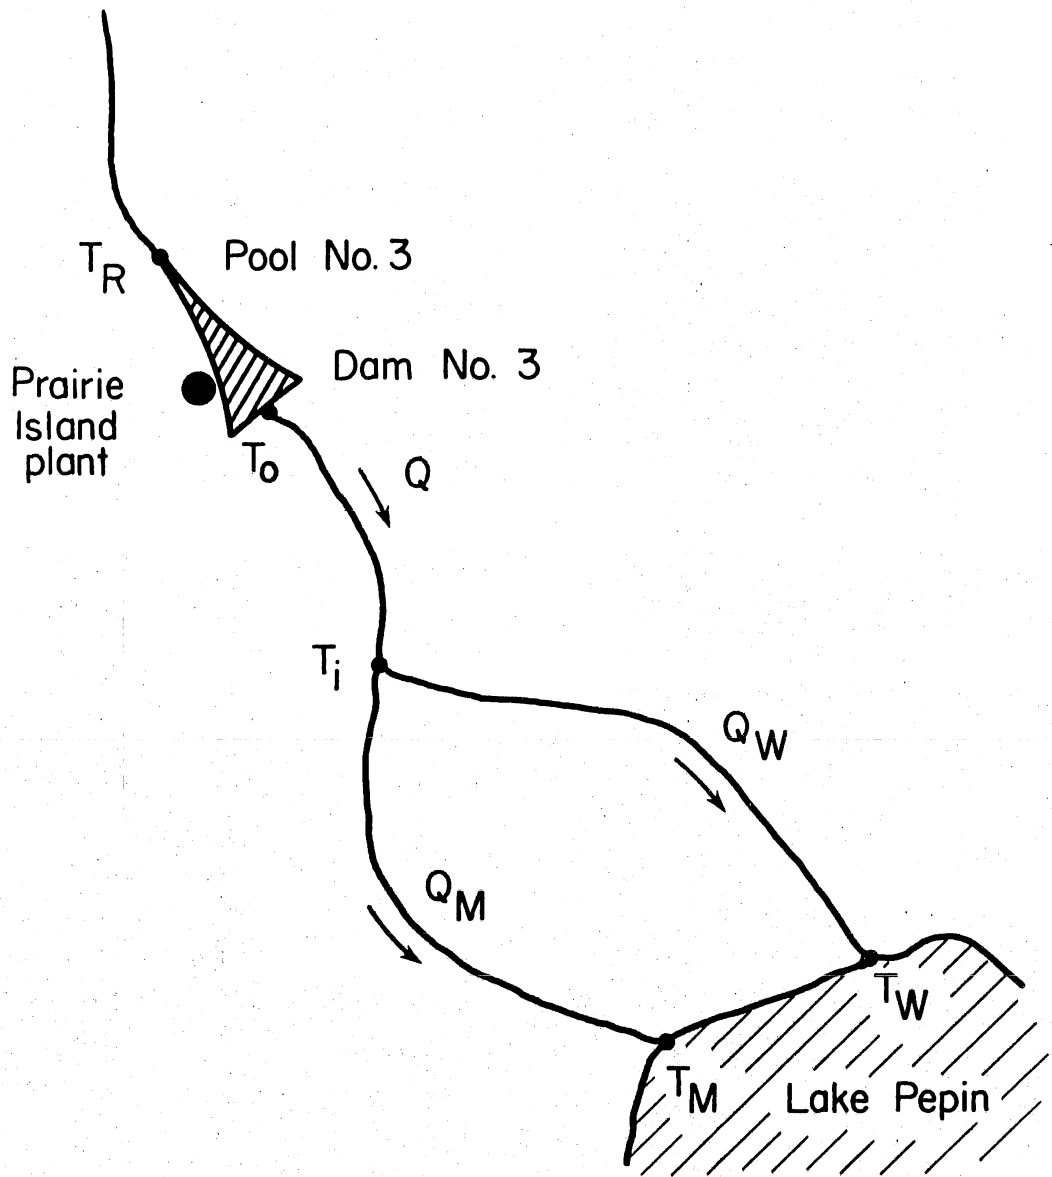 T_R
Pool No. 3
Dam No. 3
Prairie
Island
plant
T_o
Q
T_i
Q_W
Q_M
T_W
T_M
Lake Pepin